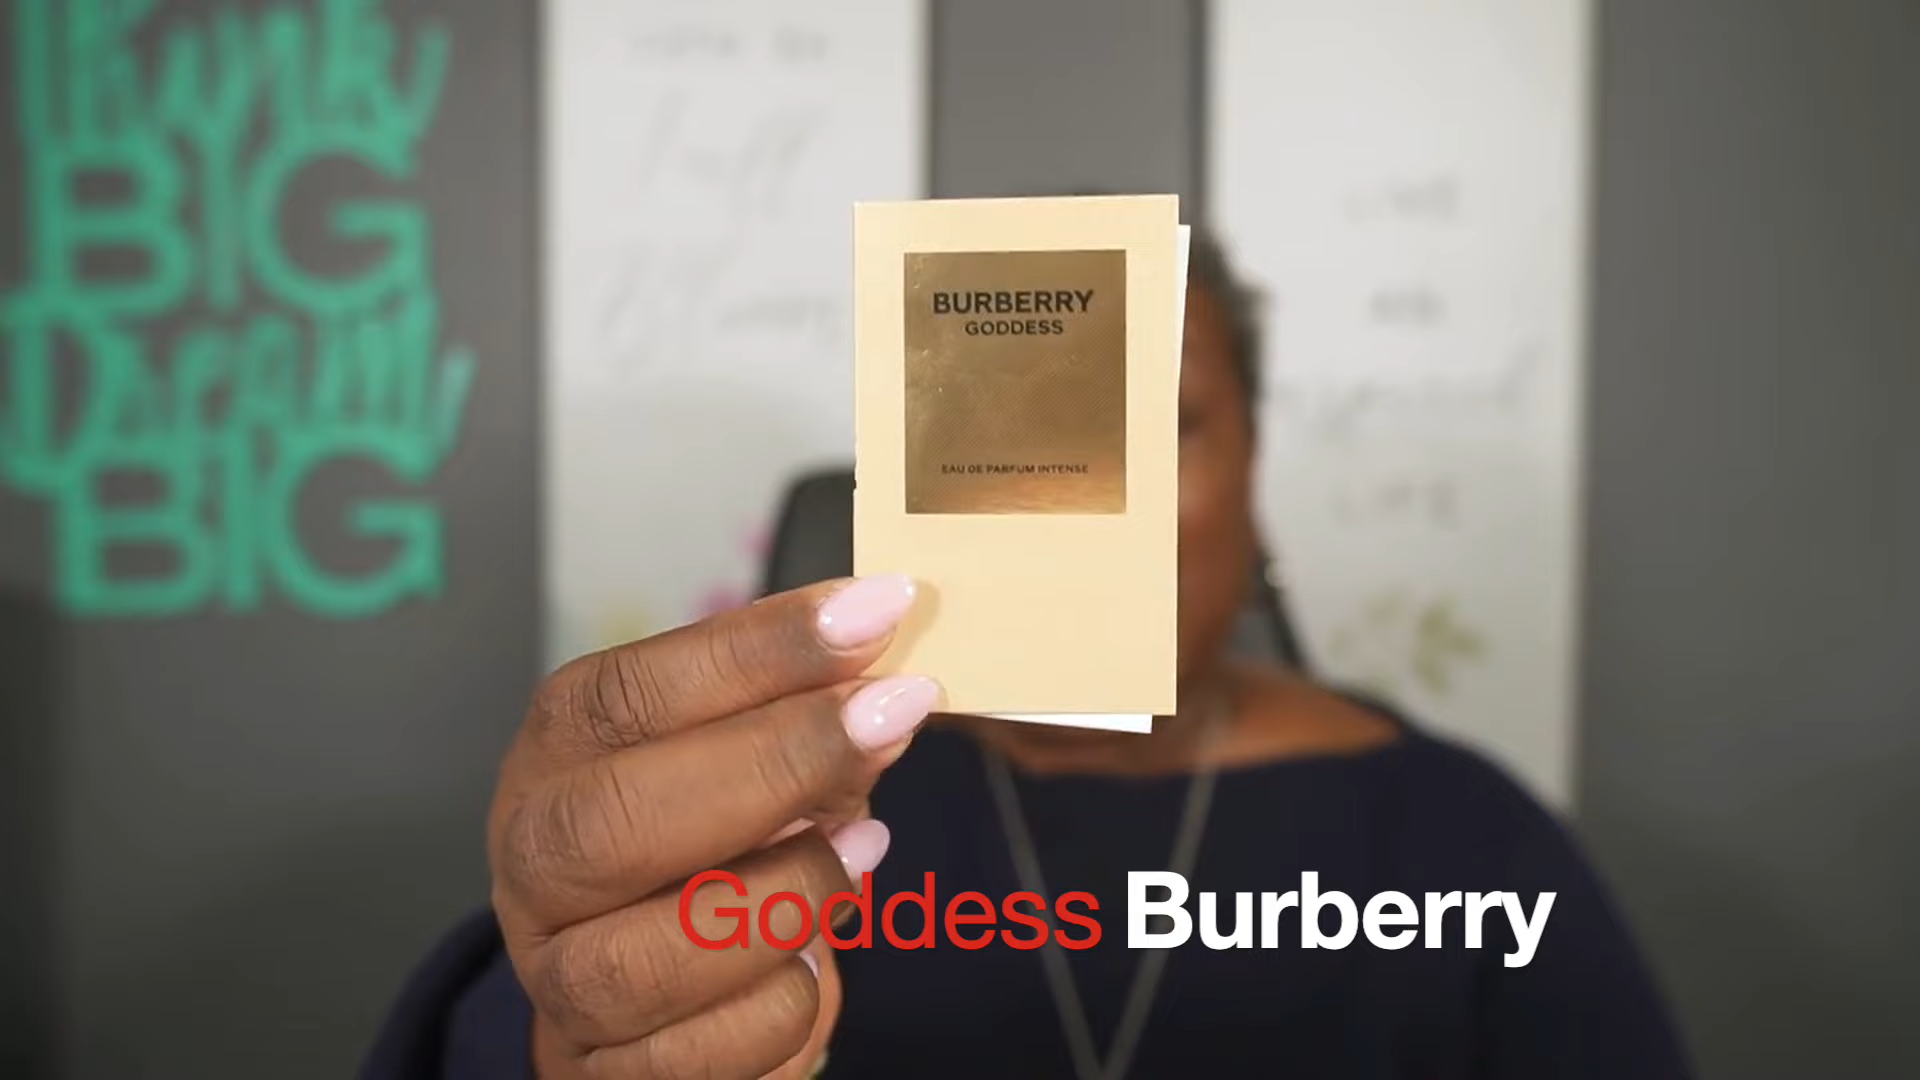 Think
BIG
Dream
BIG
BURBERRY
GODDESS
EAU DE PARFUM INTENSE
Goddess Burberry